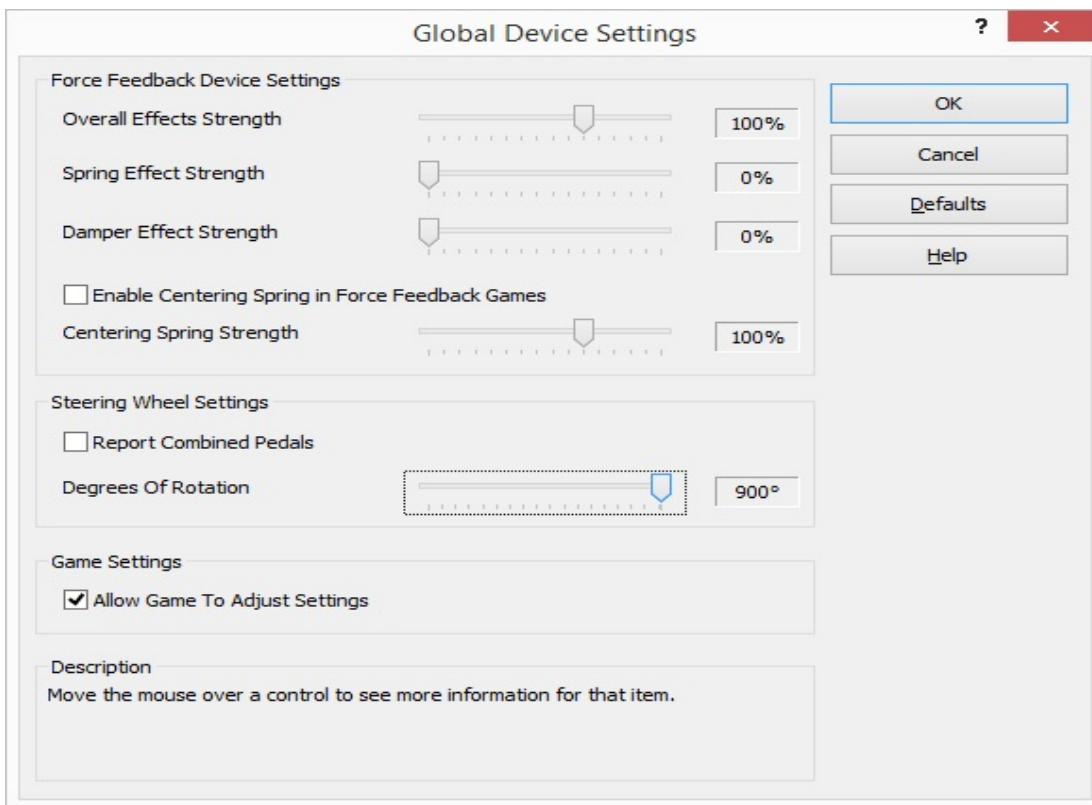 Global Device Settings
?
Force Feedback Device Settings
Overall Effects Strength 100%
Spring Effect Strength 0%
Damper Effect Strength 0%
Enable Centering Spring in Force Feedback Games
Centering Spring Strength 100%
Steering Wheel Settings
Report Combined Pedals
Degrees Of Rotation 900°
Game Settings
Allow Game To Adjust Settings
Description
Move the mouse over a control to see more information for that item.
OK
Cancel
Defaults
Help